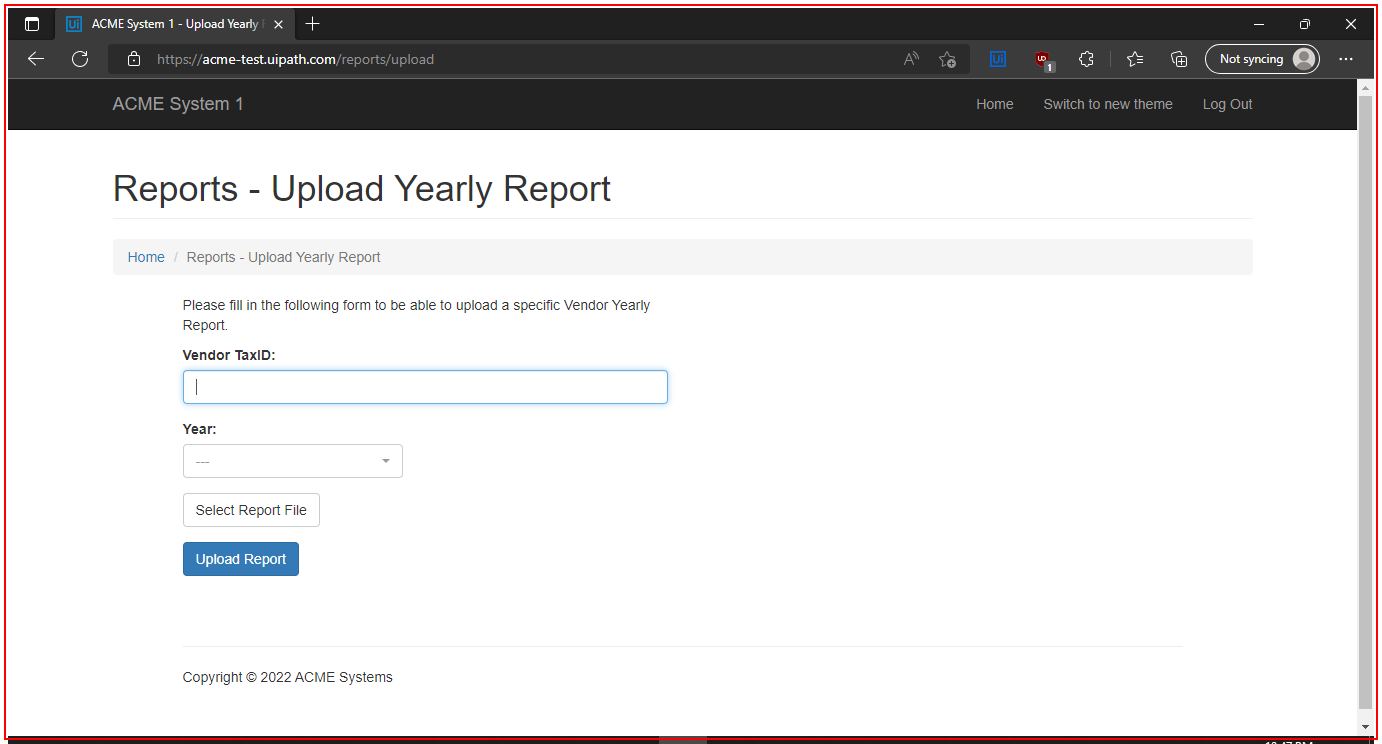 ACME System 1 - Upload Yearly
https://acme-test.uipath.com/reports/upload
Not syncing
ACME System 1
Home
Switch to new theme
Log Out
Reports - Upload Yearly Report
Home / Reports - Upload Yearly Report
Please fill in the following form to be able to upload a specific Vendor Yearly
Report.
Vendor TaxID:
Year:
---
Select Report File
Upload Report
Copyright © 2022 ACME Systems